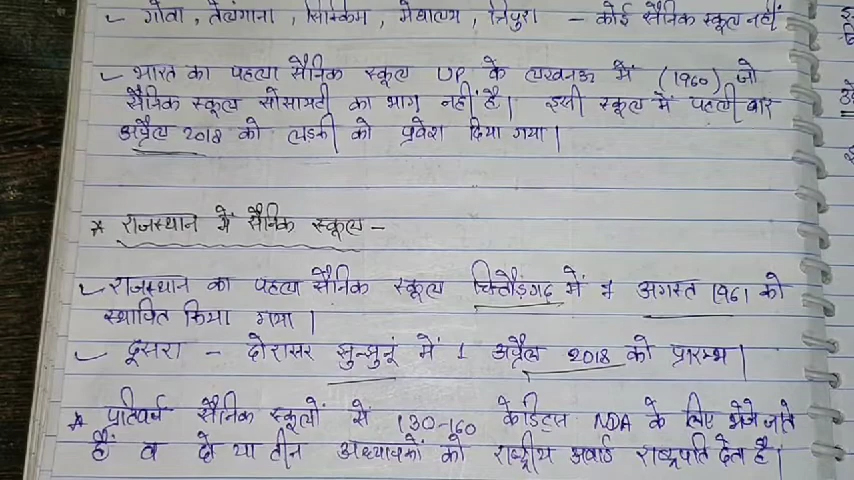 ✓ गोवा, तेलंगाना, सिक्किम, मेघालय, त्रिपुरा – कोई सैनिक स्कूल नहीं
✓ भारत का पहला सैनिक स्कूल UP के लखनऊ में (1960) जो
सैनिक स्कूल सोसायटी का भाग नहीं है। इसी स्कूल में पहली बार
अप्रैल 2018 को लड़की को प्रवेश दिया गया।
* राजस्थान में सैनिक स्कूल –
✓ राजस्थान का पहला सैनिक स्कूल चितौड़गढ़ में 7 अगस्त 1961 को
स्थापित किया गया।
✓ दूसरा – दोरासर झुन्झुनूं में 1 अप्रैल 2018 को प्रारम्भ।
* प्रतिवर्ष सैनिक स्कूलों से 130-160 केडिट्स NDA के लिए भेजे जाते
हैं व दो या तीन अध्यापकों को राष्ट्रीय अवार्ड राष्ट्रपति देता है।